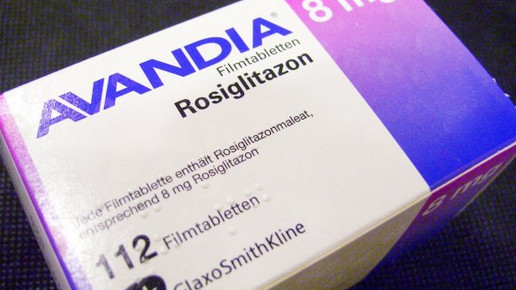 AVANDIA®
8 mg
Filmtabletten
Rosiglitazon
Jede Filmtablette enthält Rosiglitazonmaleat,
entsprechend 8 mg Rosiglitazon
112 Filmtabletten
GlaxoSmithKline
8 mg